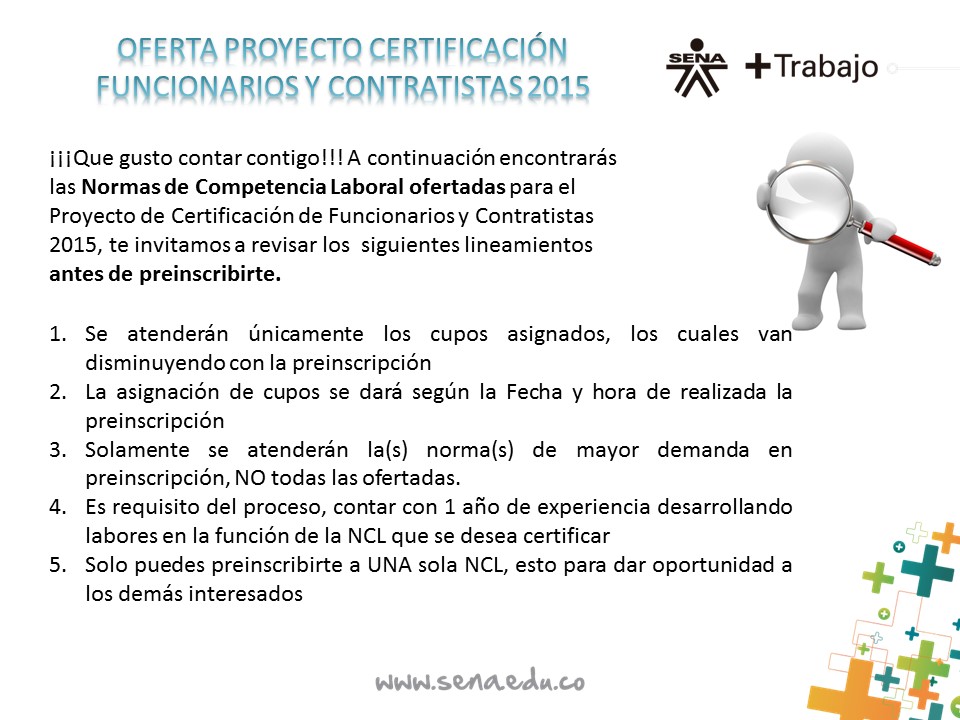 OFERTA PROYECTO CERTIFICACIÓN
FUNCIONARIOS Y CONTRATISTAS 2015
SENA
+Trabajo
¡¡¡Que gusto contar contigo!!! A continuación encontrarás
las Normas de Competencia Laboral ofertadas para el
Proyecto de Certificación de Funcionarios y Contratistas
2015, te invitamos a revisar los siguientes lineamientos
antes de preinscribirte.
1. Se atenderán únicamente los cupos asignados, los cuales van
disminuyendo con la preinscripción
2. La asignación de cupos se dará según la Fecha y hora de realizada la
preinscripción
3. Solamente se atenderán la(s) norma(s) de mayor demanda en
preinscripción, NO todas las ofertadas.
4. Es requisito del proceso, contar con 1 año de experiencia desarrollando
labores en la función de la NCL que se desea certificar
5. Solo puedes preinscribirte a UNA sola NCL, esto para dar oportunidad a
los demás interesados
www.senaedu.co